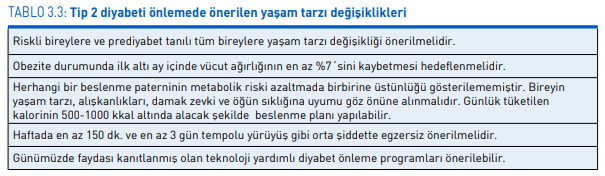 TABLO 3.3: Tip 2 diyabeti önlemede önerilen yaşam tarzı değişiklikleri
Riskli bireylere ve prediyabet tanılı tüm bireylere yaşam tarzı değişikliği önerilmelidir.
Obezite durumunda ilk altı ay içinde vücut ağırlığının en az %7´sini kaybetmesi hedeflenmelidir.
Herhangi bir beslenme paterninin metabolik riski azaltmada birbirine üstünlüğü gösterilememiştir. Bireyin
yaşam tarzı, alışkanlıkları, damak zevki ve öğün sıklığına uyumu göz önüne alınmalıdır. Günlük tüketilen
kalorinin 500-1000 kkal altında alacak şekilde beslenme planı yapılabilir.
Haftada en az 150 dk. ve en az 3 gün tempolu yürüyüş gibi orta şiddette egzersiz önerilmelidir.
Günümüzde faydası kanıtlanmış olan teknoloji yardımlı diyabet önleme programları önerilebilir.